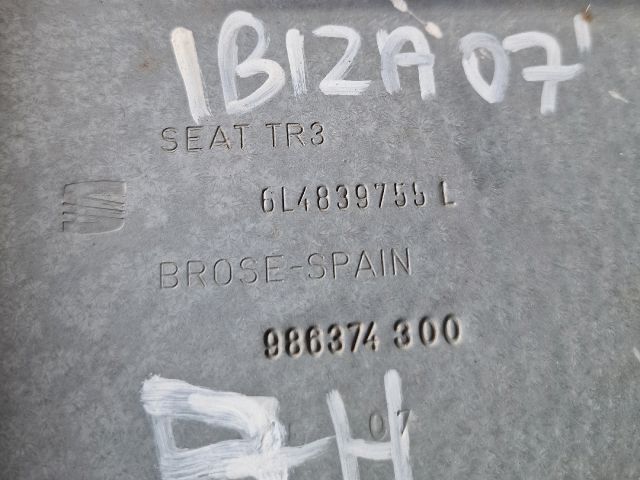 IBIZA 07'
SEAT TR3
6L4839755 L
BROSE-SPAIN
986374 300
07